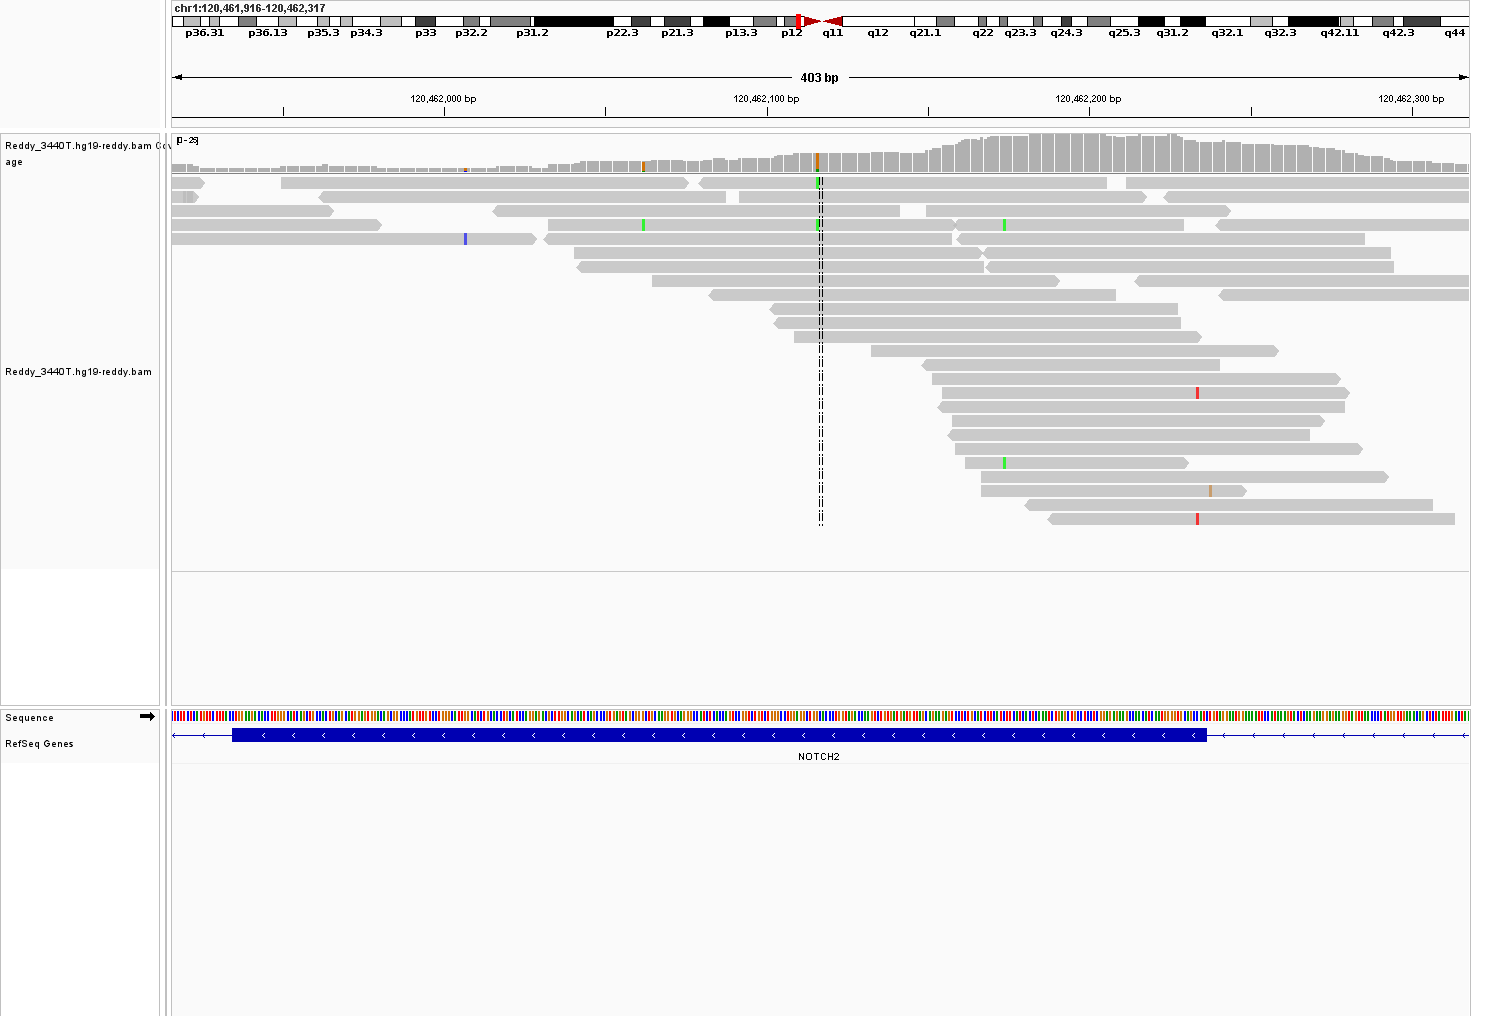 chr1:120,461,916-120,462,317
p36.31 p36.13 p35.3 p34.3 p33 p32.2 p31.2 p22.3 p21.3 p13.3 p12 q11 q12 q21.1 q22 q23.3 q24.3 q25.3 q31.2 q32.1 q32.3 q42.11 q42.3 q44
403 bp
120,462,000 bp 120,462,100 bp 120,462,200 bp 120,462,300 bp
[0-25]
Reddy_3440T.hg19-reddy.bam Cov
age
Reddy_3440T.hg19-reddy.bam
Sequence
RefSeq Genes
NOTCH2